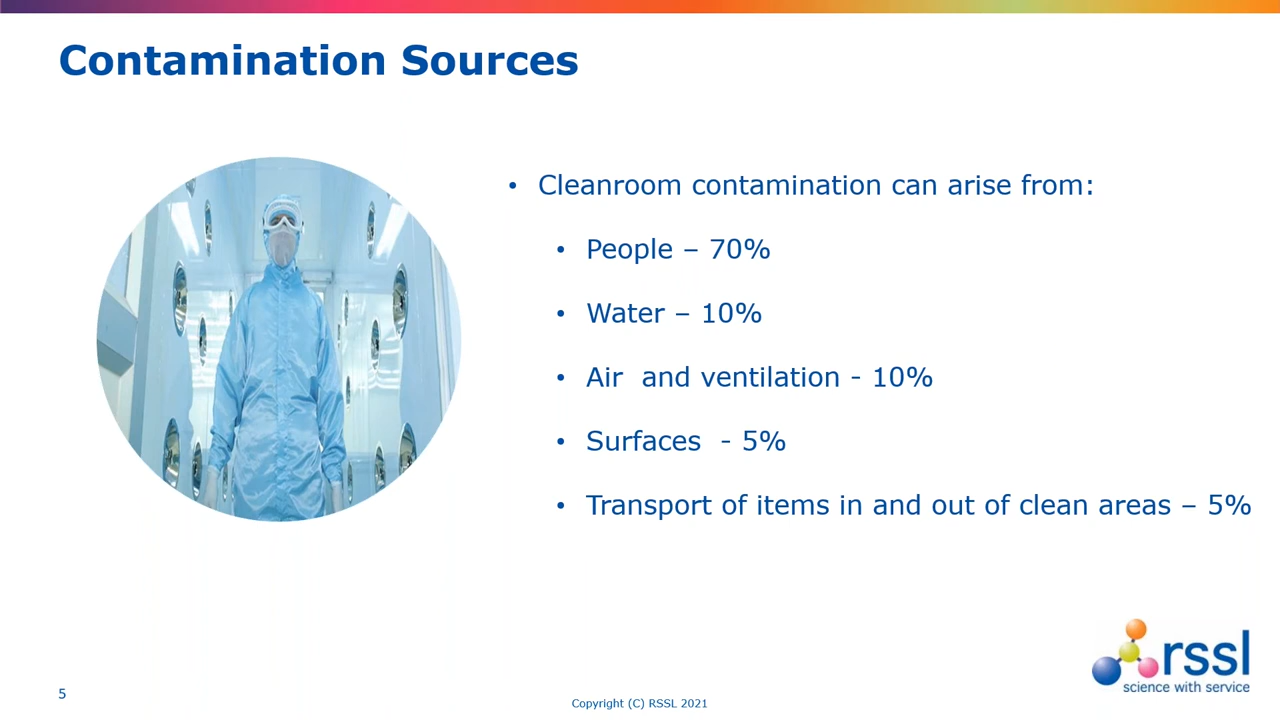 Contamination Sources
• Cleanroom contamination can arise from:
• People – 70%
• Water – 10%
• Air  and ventilation - 10%
• Surfaces  - 5%
• Transport of items in and out of clean areas – 5%
rssl
science with service
5
Copyright (C) RSSL 2021